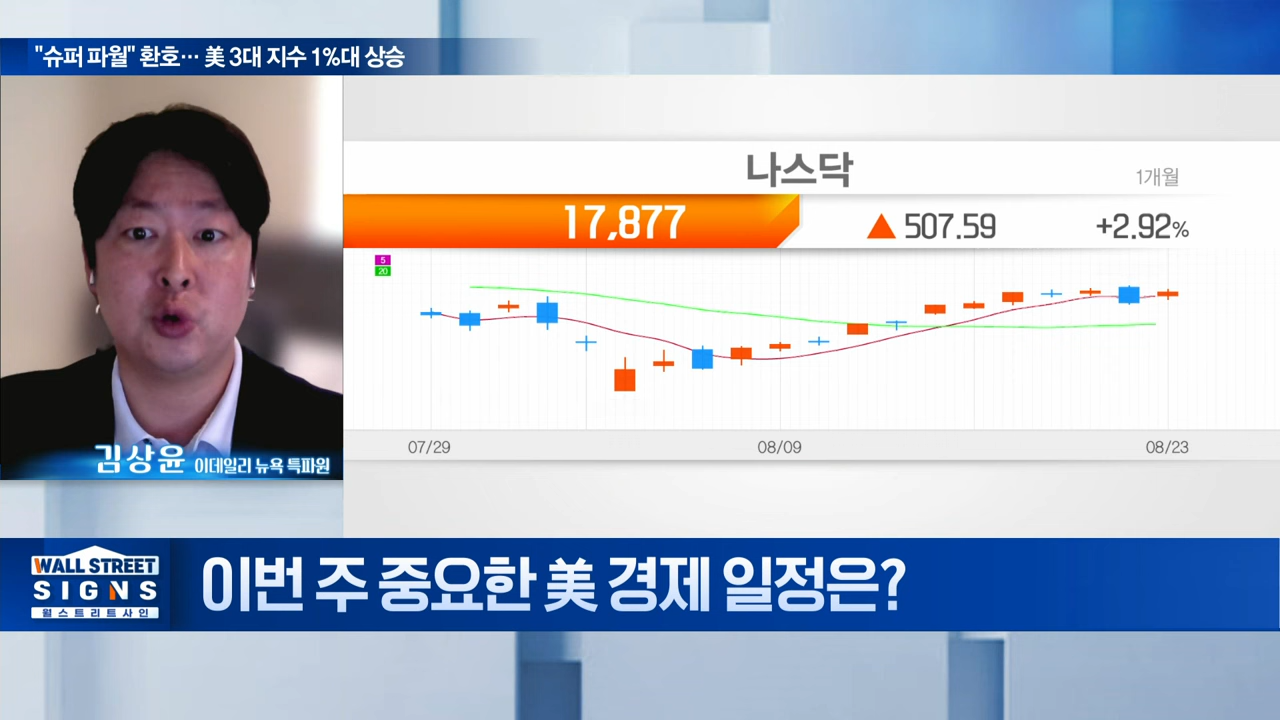 "슈퍼 파월" 환호… 美 3대 지수 1%대 상승
나스닥
1개월
17,877
▲ 507.59
+2.92%
5
20
07/29
08/09
08/23
김상윤 이데일리 뉴욕 특파원
WALL STREET
SIGNS
월스트리트사인
이번 주 중요한 美 경제 일정은?